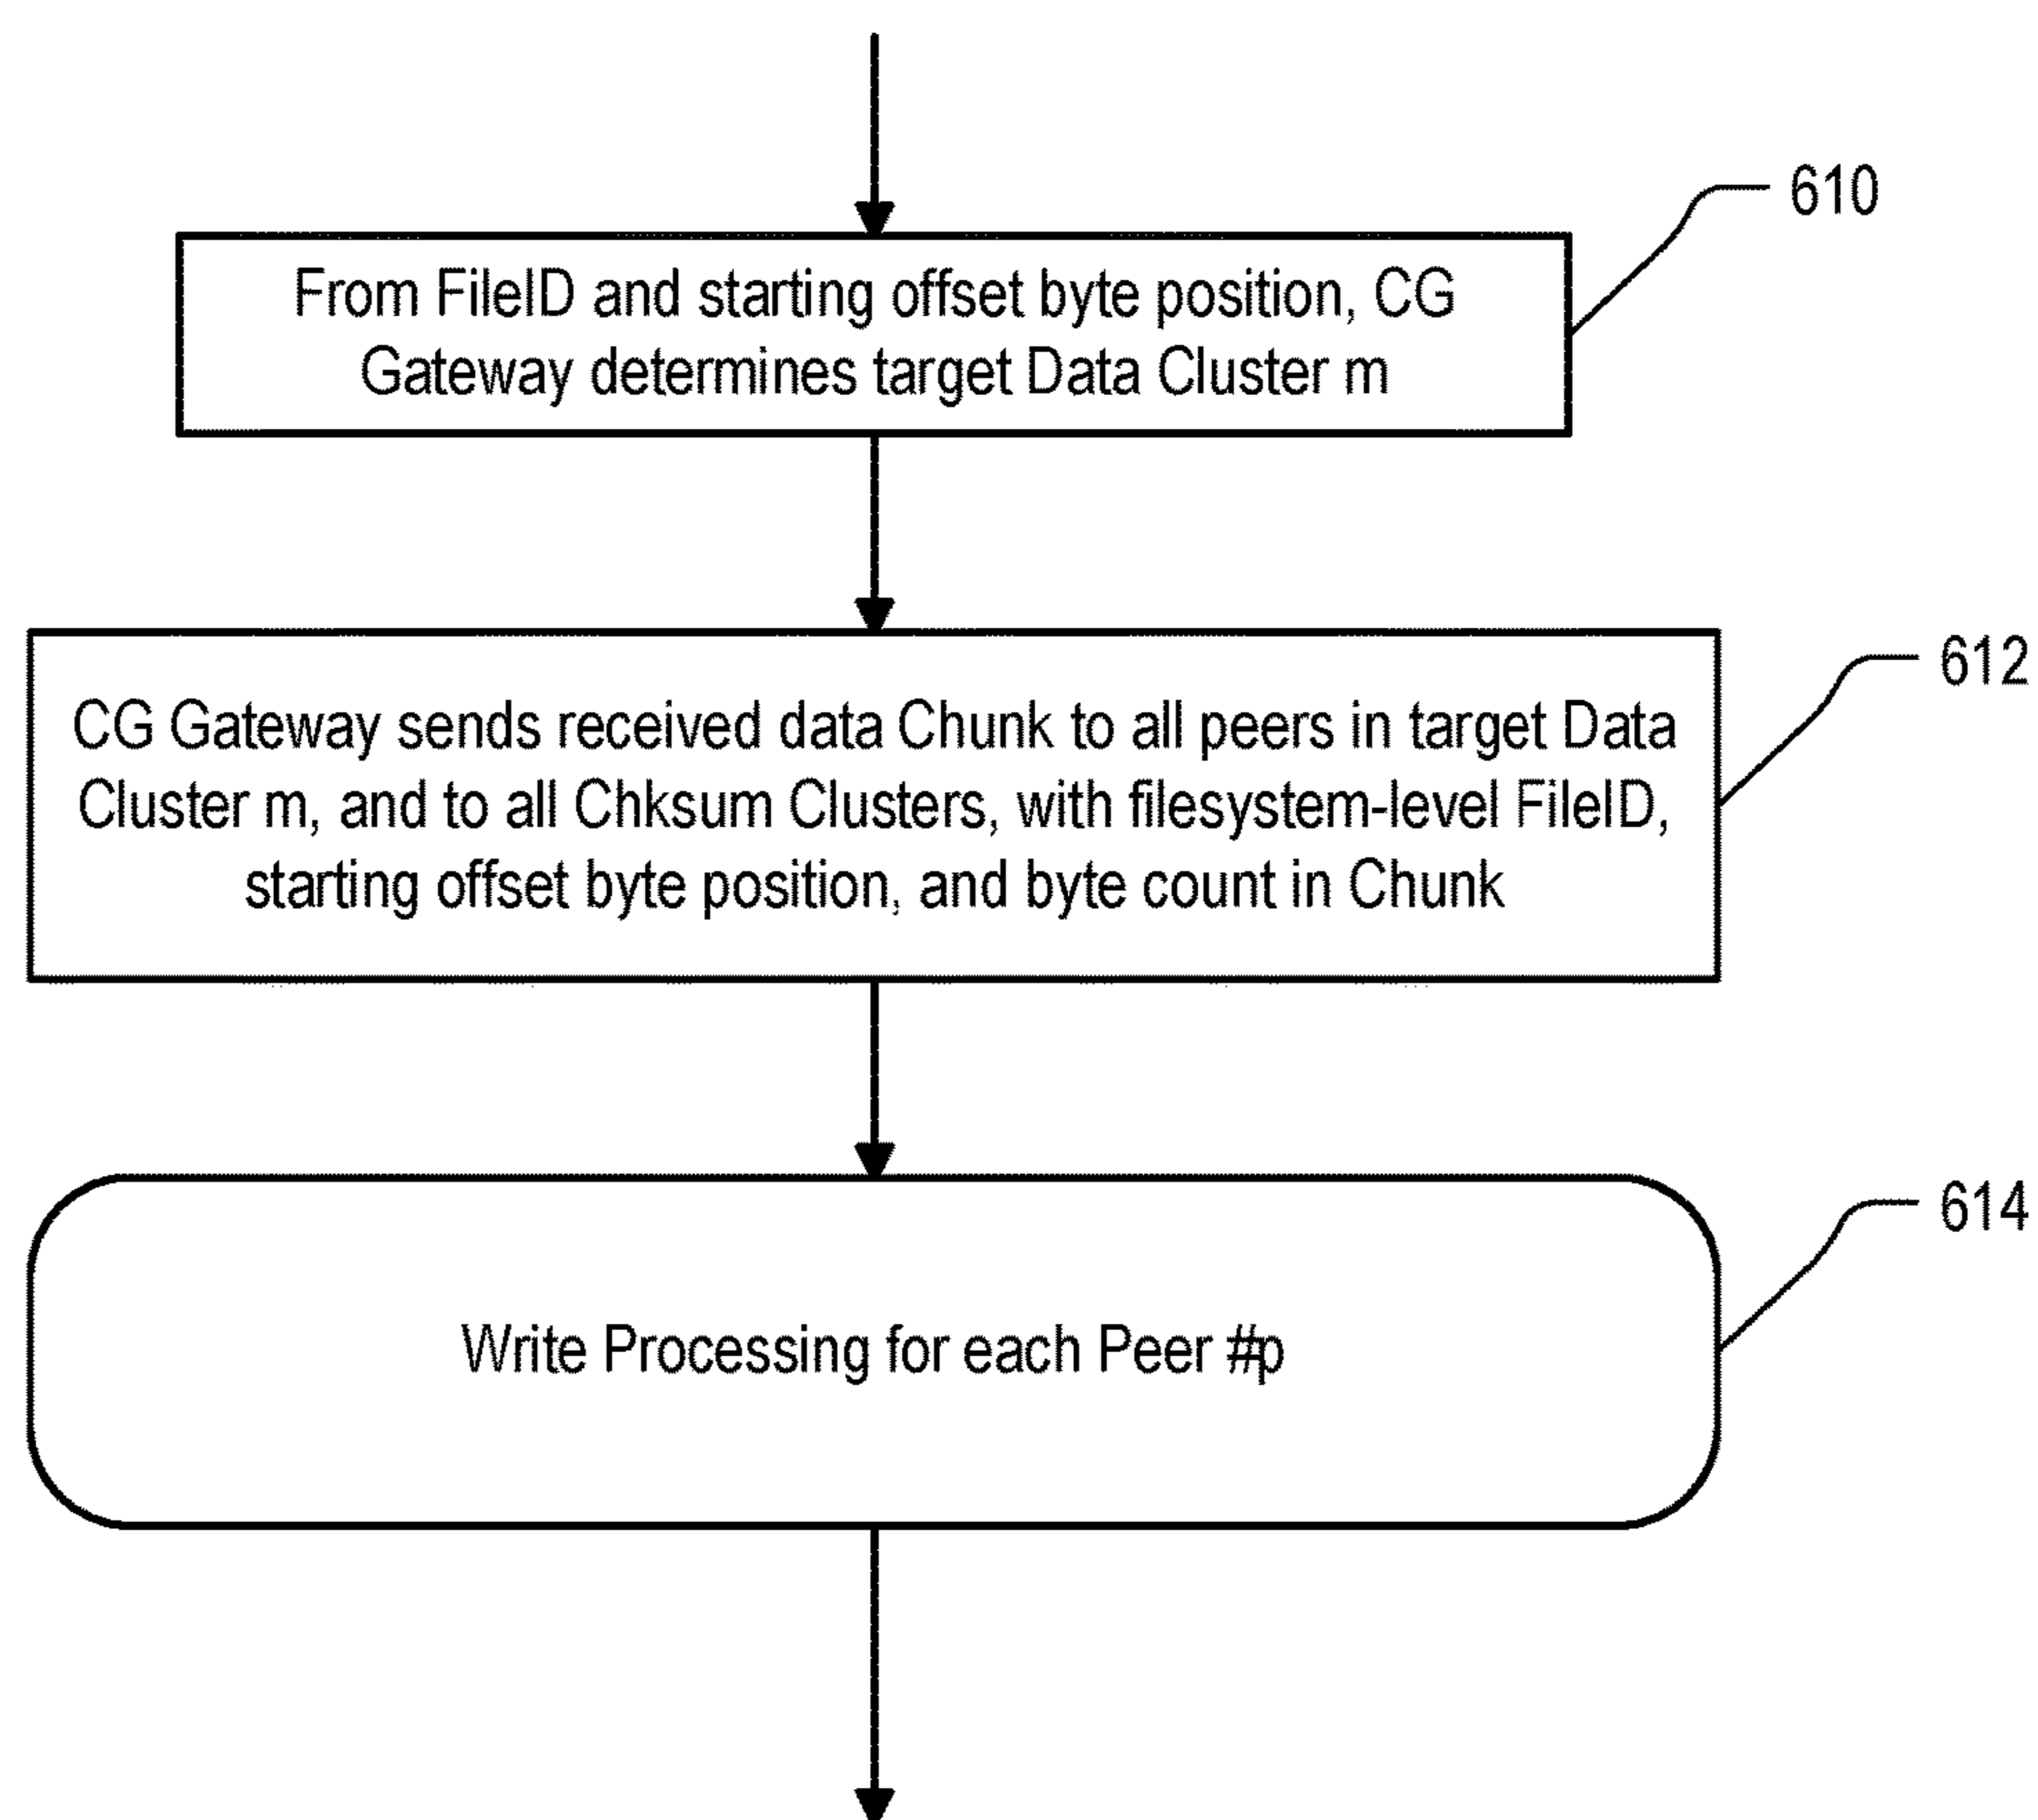 610
From FileID and starting offset byte position, CG
Gateway determines target Data Cluster m
612
CG Gateway sends received data Chunk to all peers in target Data
Cluster m, and to all Chksum Clusters, with filesystem-level FileID,
starting offset byte position, and byte count in Chunk
614
Write Processing for each Peer #p